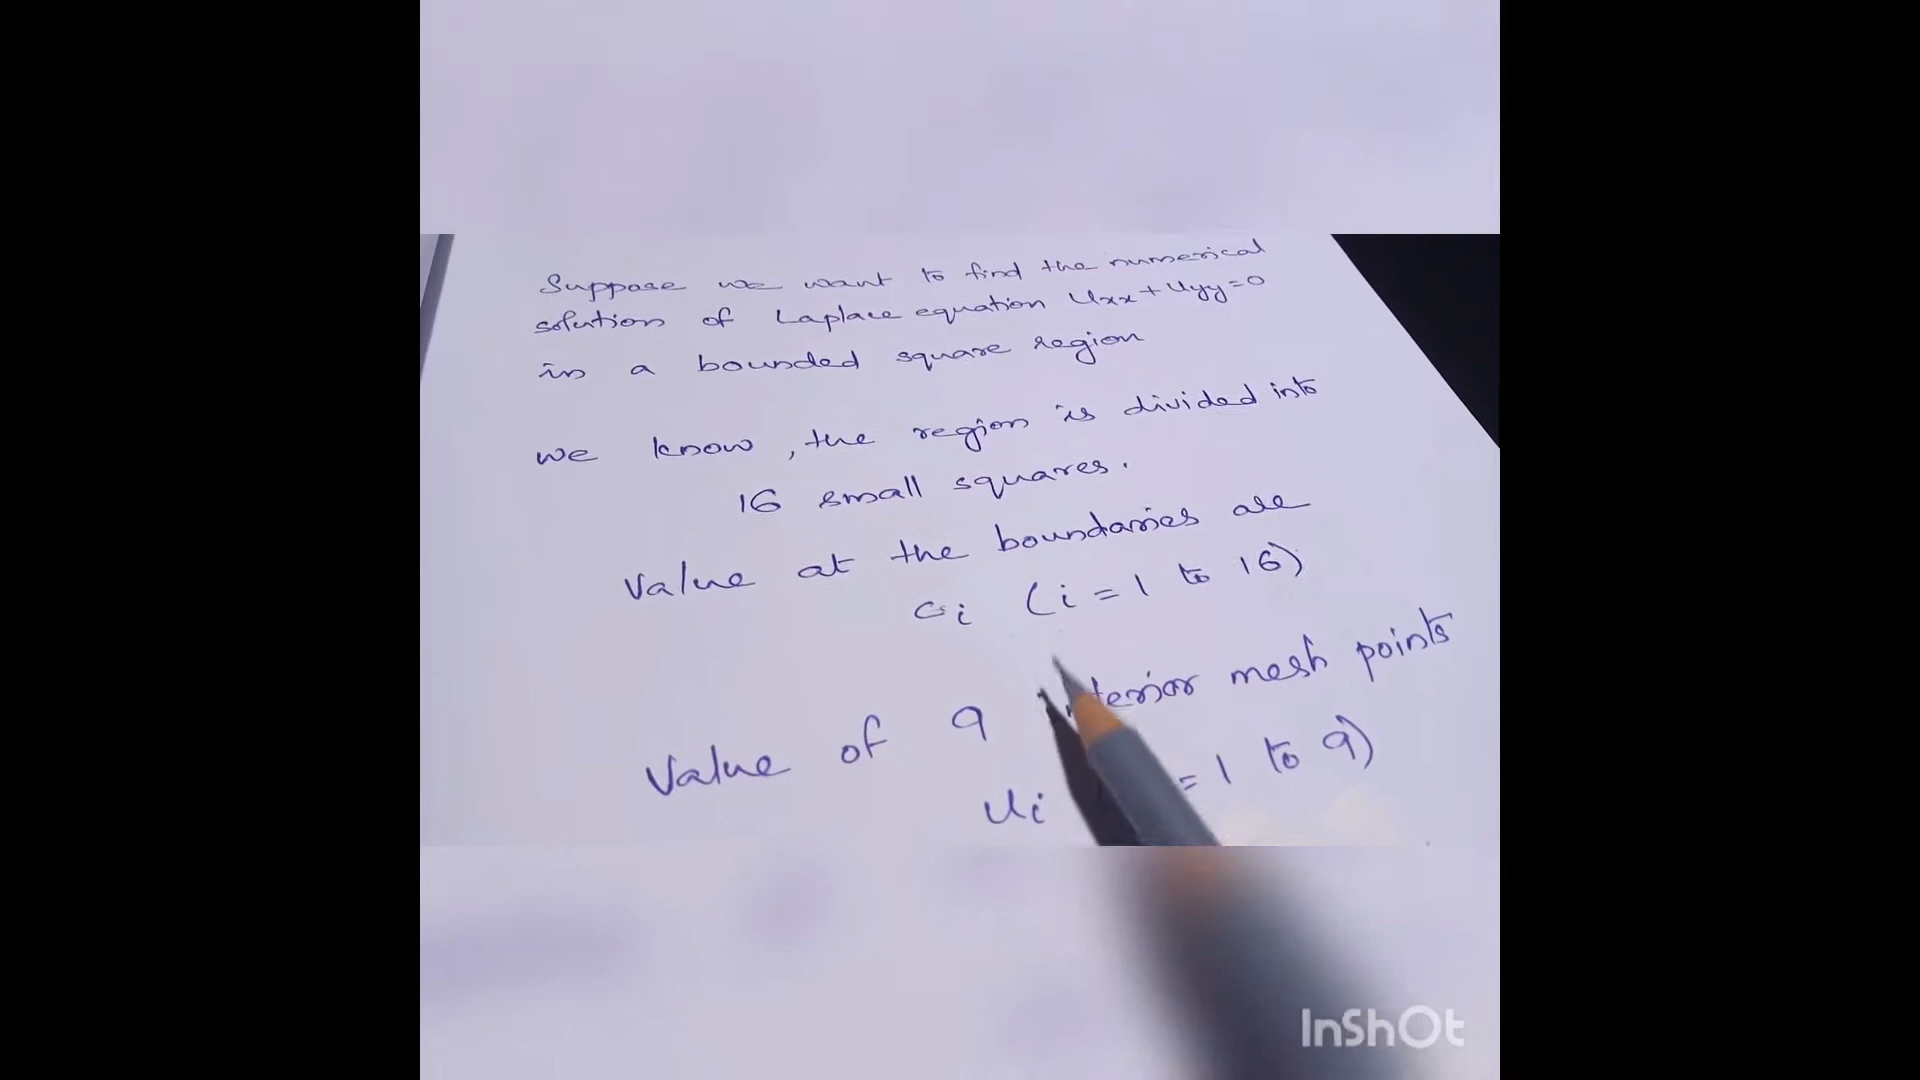 Suppose we want to find the numerical
solution of Laplace equation Uxx + Uyy = 0
in a bounded square region
we know, the region is divided into
16 small squares.
Value at the boundaries are
ci (i = 1 to 16)
Value of 9 mesh points
ui = 1 to 9)
InShOt